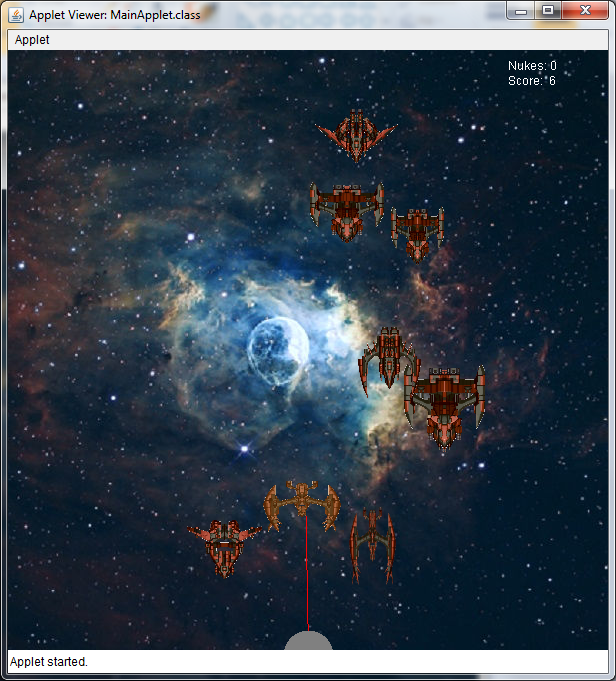 Applet Viewer: MainApplet.class
Applet
Nukes: 0
Score: 6
Applet started.